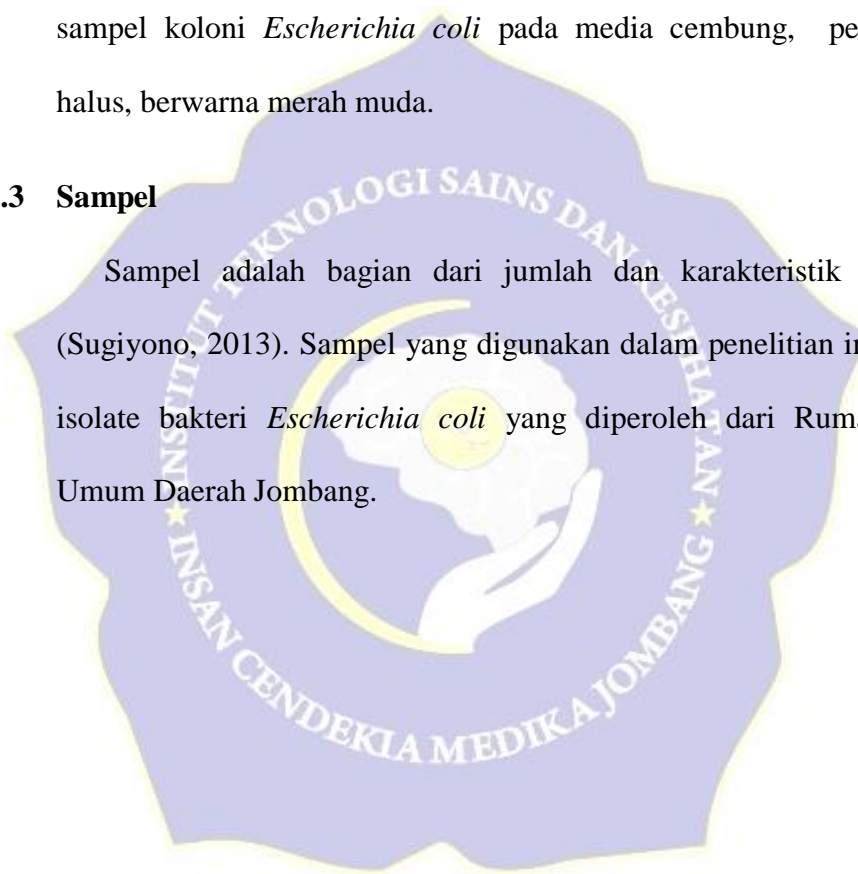 sampel koloni Escherichia coli pada media cembung, pe
halus, berwarna merah muda.
.3 Sampel
Sampel adalah bagian dari jumlah dan karakteristik
(Sugiyono, 2013). Sampel yang digunakan dalam penelitian in
isolate bakteri Escherichia coli yang diperoleh dari Ruma
Umum Daerah Jombang.
INSTITUT TEKNOLOGI SAINS DAN KESEHATAN
INSAN CENDEKIA MEDIKA JOMBANG